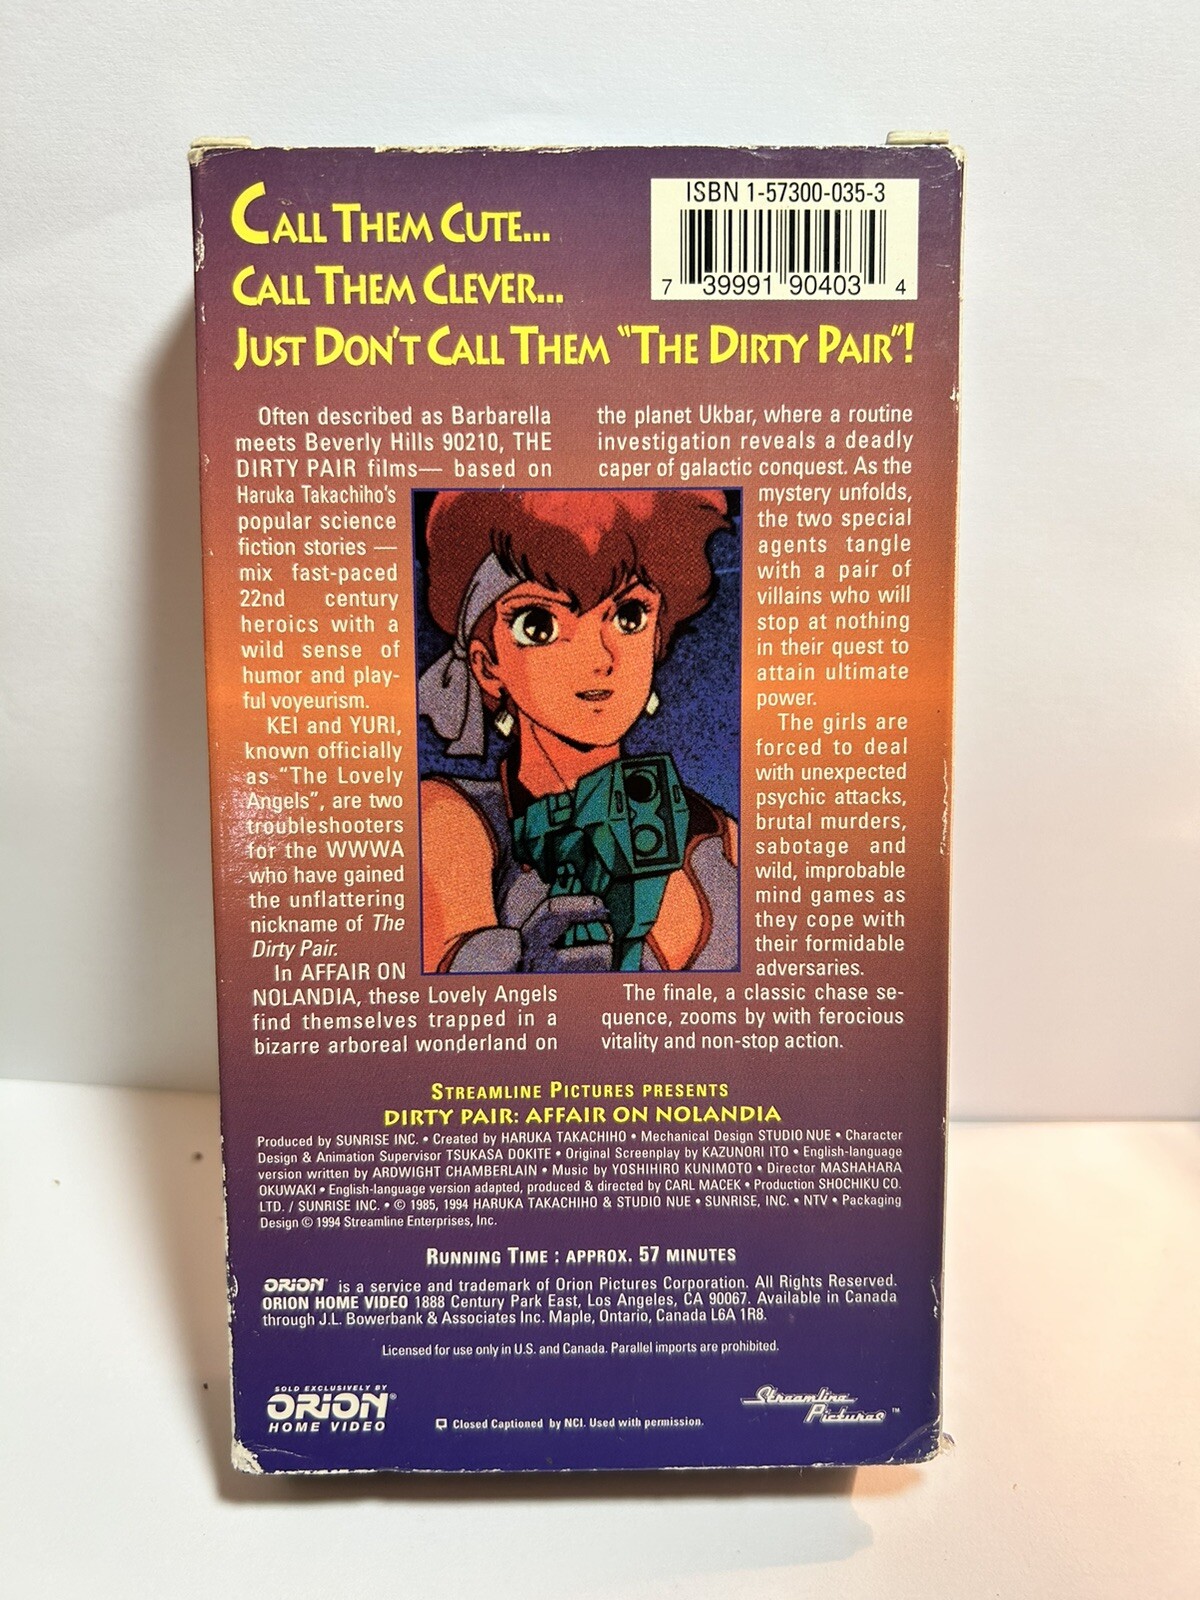 CALL THEM CUTE...
CALL THEM CLEVER...
JUST DON'T CALL THEM "THE DIRTY PAIR"!
ISBN 1-57300-035-3
7 39991 90403 4
Often described as Barbarella
meets Beverly Hills 90210, THE
DIRTY PAIR films— based on
Haruka Takachiho's
popular science
fiction stories —
mix fast-paced
22nd century
heroics with a
wild sense of
humor and play-
ful voyeurism.
KEI and YURI,
known officially
as "The Lovely
Angels", are two
troubleshooters
for the WWWA
who have gained
the unflattering
nickname of The
Dirty Pair.
In AFFAIR ON
NOLANDIA, these Lovely Angels
find themselves trapped in a
bizarre arboreal wonderland on
the planet Ukbar, where a routine
investigation reveals a deadly
caper of galactic conquest. As the
mystery unfolds,
the two special
agents tangle
with a pair of
villains who will
stop at nothing
in their quest to
attain ultimate
power.
The girls are
forced to deal
with unexpected
psychic attacks,
brutal murders,
sabotage and
wild, improbable
mind games as
they cope with
their formidable
adversaries.
The finale, a classic chase se-
quence, zooms by with ferocious
vitality and non-stop action.
STREAMLINE PICTURES PRESENTS
DIRTY PAIR: AFFAIR ON NOLANDIA
Produced by SUNRISE INC. • Created by HARUKA TAKACHIHO • Mechanical Design STUDIO NUE • Character
Design & Animation Supervisor TSUKASA DOKITE • Original Screenplay by KAZUNORI ITO • English-language
version written by ARDWIGHT CHAMBERLAIN • Music by YOSHIHIRO KUNIMOTO • Director MASHAHARA
OKUWAKI • English-language version adapted, produced & directed by CARL MACEK • Production SHOCHIKU CO.
LTD. / SUNRISE INC. • © 1985, 1994 HARUKA TAKACHIHO & STUDIO NUE • SUNRISE, INC. • NTV • Packaging
Design © 1994 Streamline Enterprises, Inc.
RUNNING TIME : APPROX. 57 MINUTES
ORION® is a service and trademark of Orion Pictures Corporation. All Rights Reserved.
ORION HOME VIDEO 1888 Century Park East, Los Angeles, CA 90067. Available in Canada
through J.L. Bowerbank & Associates Inc. Maple, Ontario, Canada L6A 1R8.
Licensed for use only in U.S. and Canada. Parallel imports are prohibited.
SOLD EXCLUSIVELY BY
ORION®
HOME VIDEO
Closed Captioned by NCI. Used with permission.
Streamline
Pictures ™